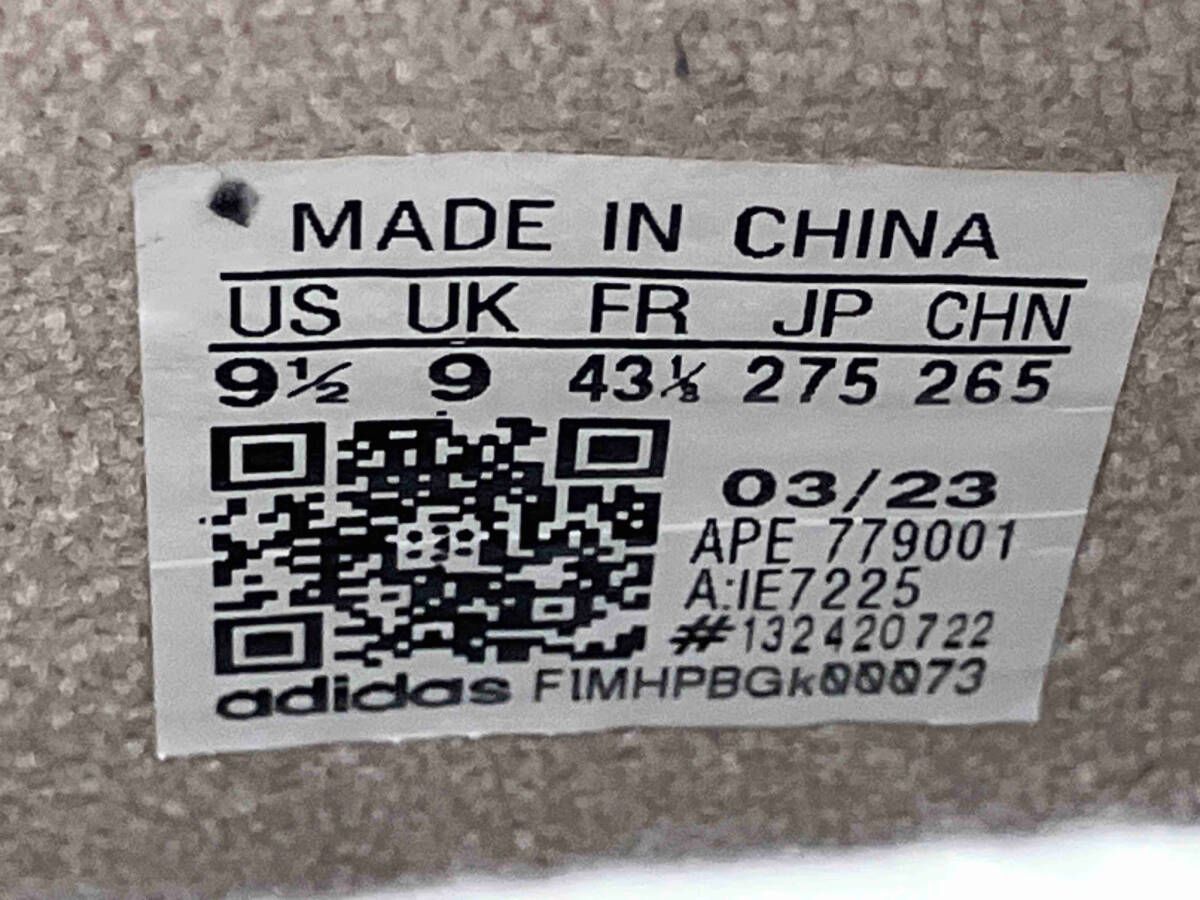 MADE IN CHINA
US UK FR JP CHN
9½ 9 43⅓ 275 265
03/23
APE 779001
A:IE7225
#132420722
adidas F1MHPBGk00073